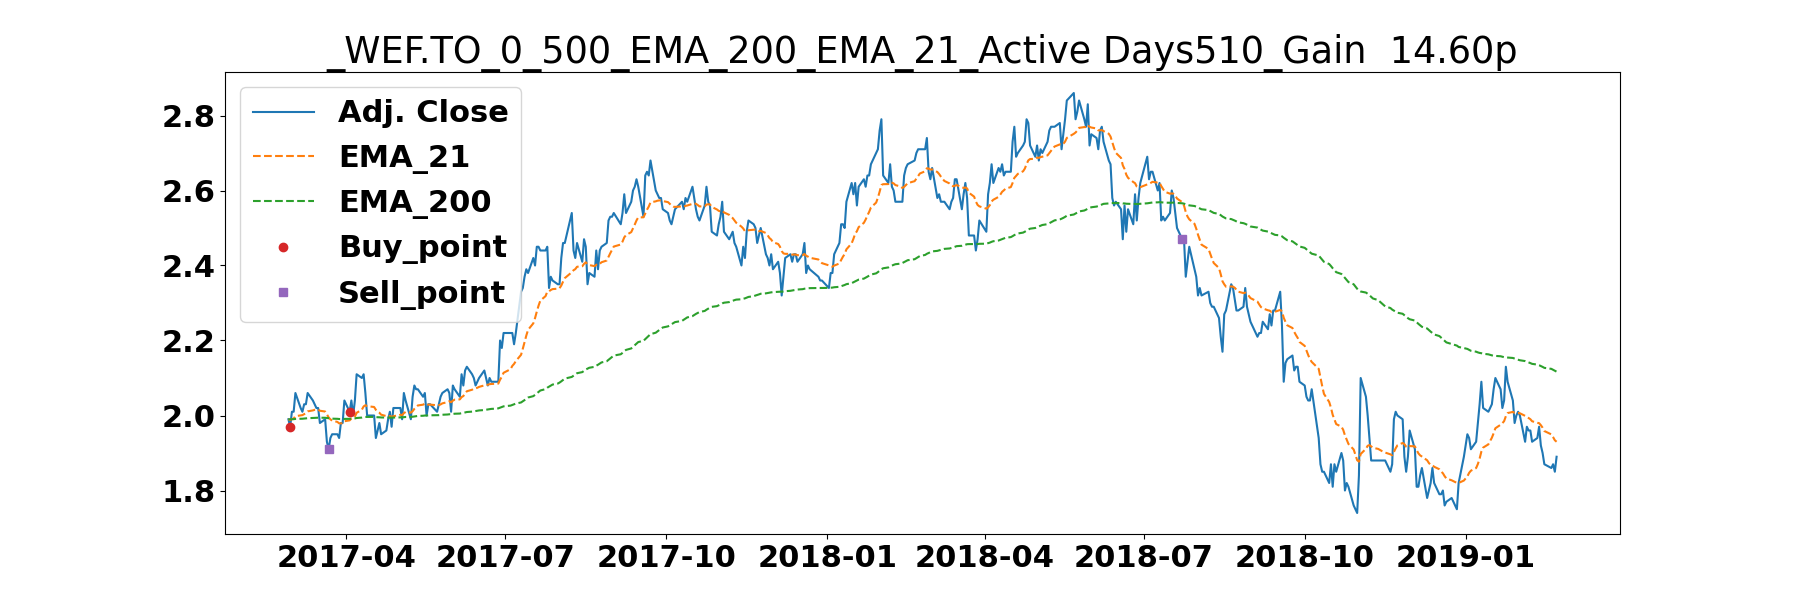 _WEF.TO_0_500_EMA_200_EMA_21_Active Days510_Gain  14.60p
Adj. Close
EMA_21
EMA_200
Buy_point
Sell_point
2.8
2.6
2.4
2.2
2.0
1.8
2017-04 2017-07 2017-10 2018-01 2018-04 2018-07 2018-10 2019-01